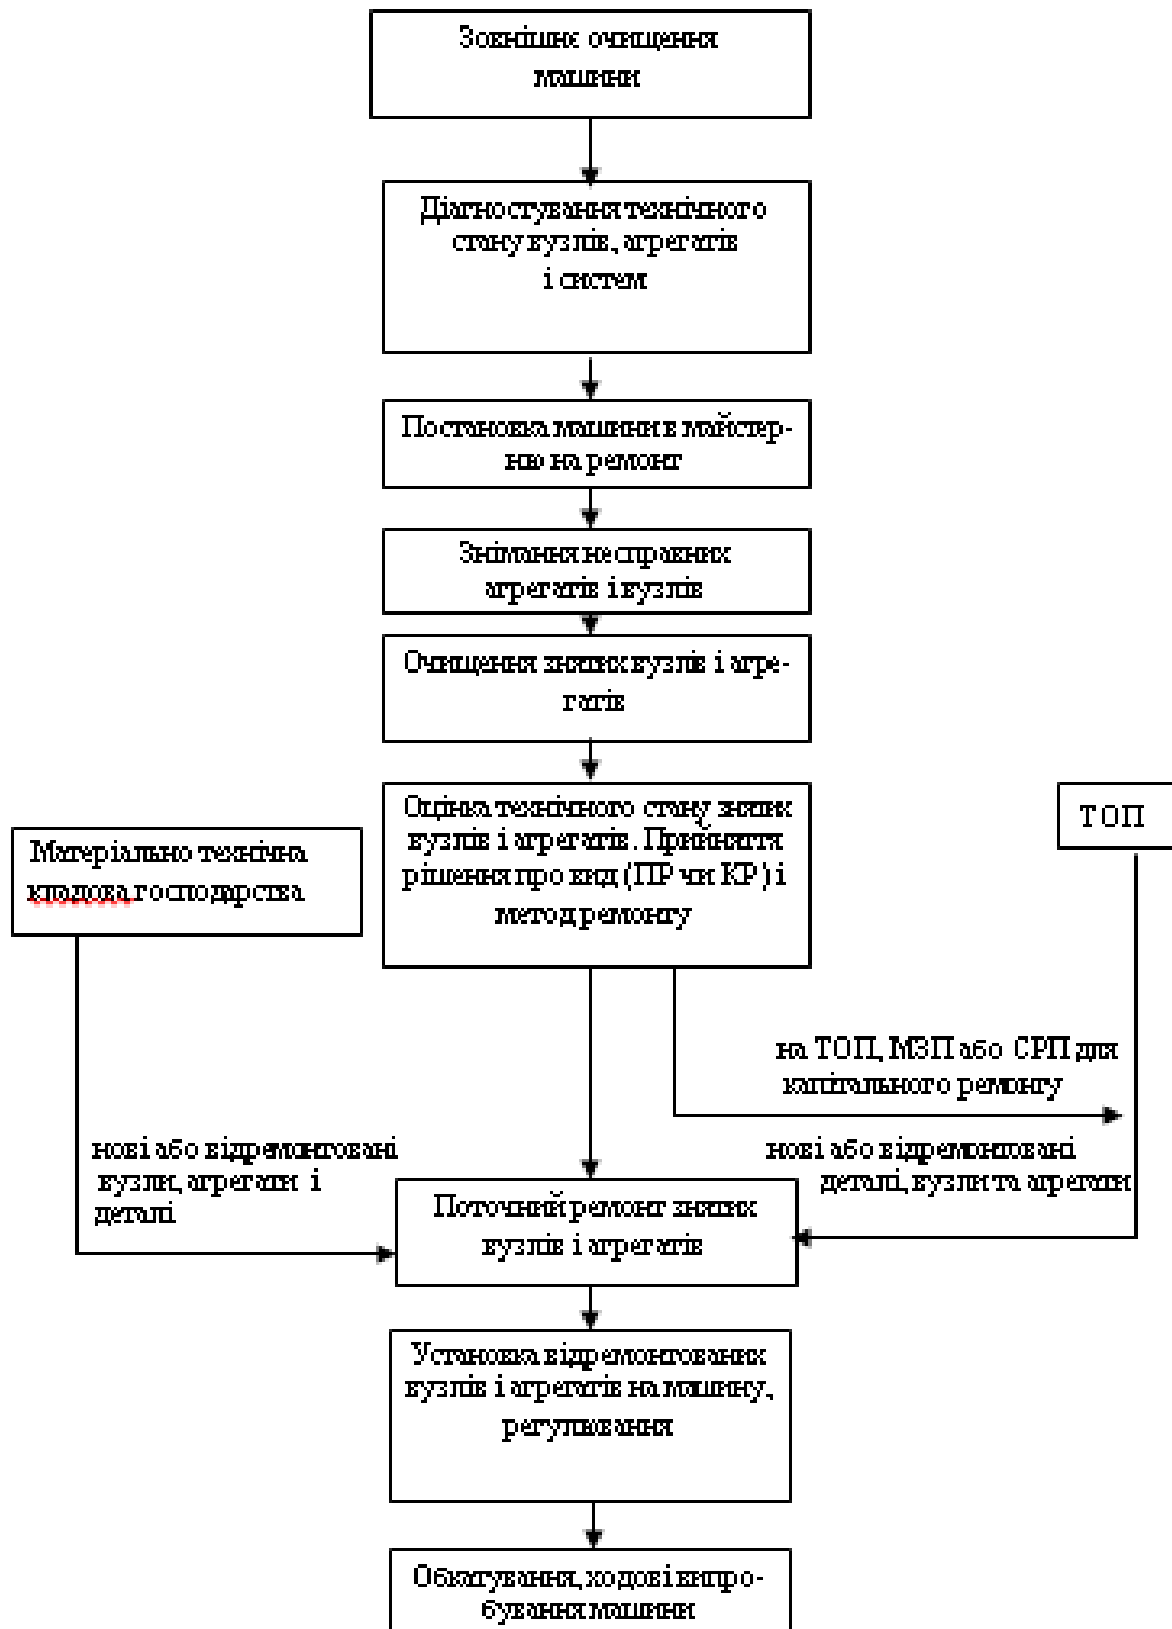 Зовнішнє очищення
машини
Діагностування технічного
стану вузлів, агрегатів
і систем
Постановка машини в майстер-
ню на ремонт
Знімання несправних
агрегатів і вузлів
Очищення знятих вузлів і агре-
гатів
Оцінка технічного стану знятих
вузлів і агрегатів. Прийняття
рішення про вид (ПР чи КР) і
метод ремонту
ТОП
Матеріально технічна
кладова господарства
на ТОП, МЗП або СРП для
капітального ремонту
нові або відремонтовані
вузли, агрегати і
деталі
нові або відремонтовані
деталі, вузли та агрегати
Поточний ремонт знятих
вузлів і агрегатів
Установка відремонтованих
вузлів і агрегатів на машину,
регулювання
Обкатування, ходові випро-
бування машини